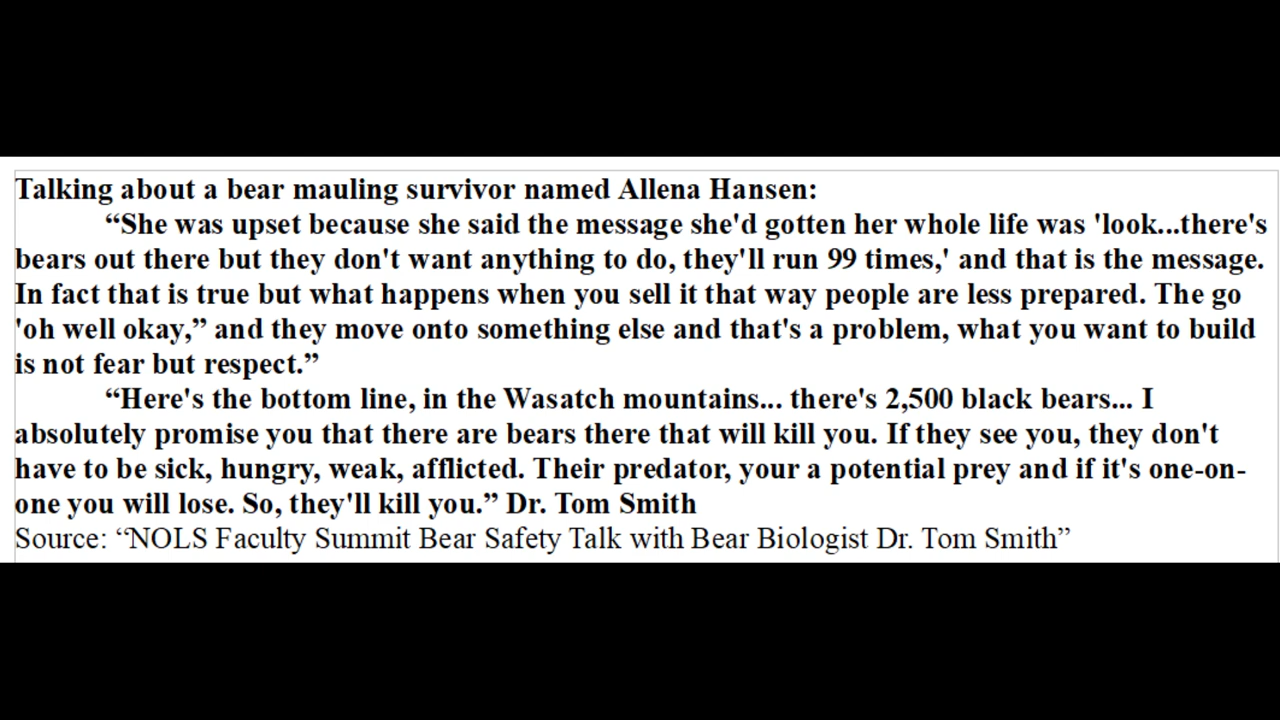 Talking about a bear mauling survivor named Allena Hansen:
“She was upset because she said the message she'd gotten her whole life was 'look...there's
bears out there but they don't want anything to do, they'll run 99 times,' and that is the message.
In fact that is true but what happens when you sell it that way people are less prepared. The go
'oh well okay,” and they move onto something else and that's a problem, what you want to build
is not fear but respect.”
“Here's the bottom line, in the Wasatch mountains... there's 2,500 black bears... I
absolutely promise you that there are bears there that will kill you. If they see you, they don't
have to be sick, hungry, weak, afflicted. Their predator, your a potential prey and if it's one-on-
one you will lose. So, they'll kill you.” Dr. Tom Smith
Source: “NOLS Faculty Summit Bear Safety Talk with Bear Biologist Dr. Tom Smith”